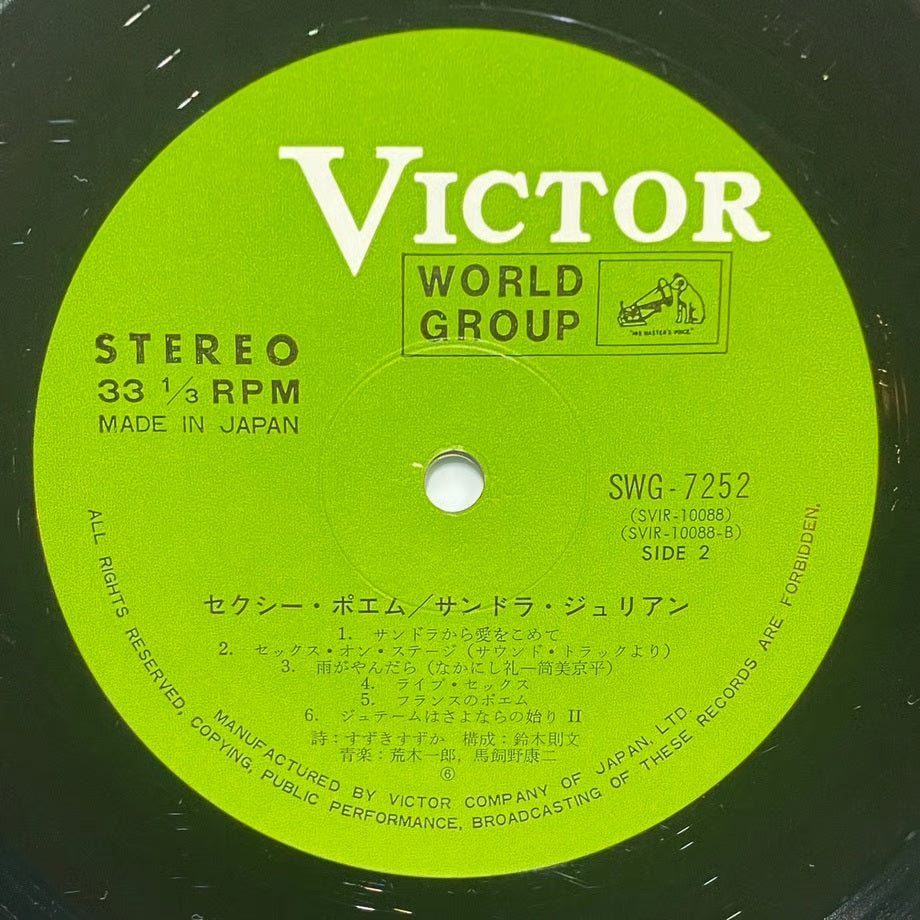 VICTOR
WORLD
GROUP
"HIS MASTER'S VOICE"
STEREO
33 1/3 RPM
MADE IN JAPAN
SWG-7252
(SVIR-10088)
(SVIR-10088-B)
SIDE 2
セクシー・ポエム/サンドラ・ジュリアン
1. サンドラから愛をこめて
2. セックス・オン・ステージ(サウンド・トラックより)
3. 雨がやんだら(なかにし礼—筒美京平)
4. ライブ・セックス
5. フランスのポエム
6. ジュテームはさよならの始り II
詩:すずきすずか 構成:鈴木則文
音楽:荒木一郎, 馬飼野康二
⑥
MANUFACTURED BY VICTOR COMPANY OF JAPAN, LTD.
ALL RIGHTS RESERVED, COPYING, PUBLIC PERFORMANCE, BROADCASTING OF THESE RECORDS ARE FORBIDDEN.